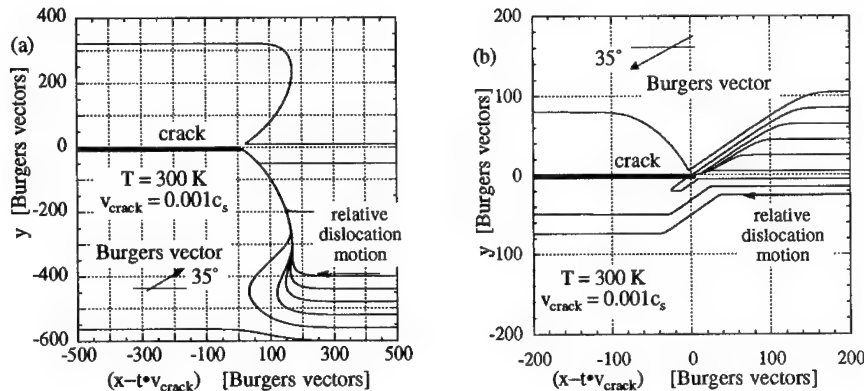 (a)
400
200
0
-200
-400
-600
y [Burgers vectors]
crack
T = 300 K
v_crack = 0.001c_s
Burgers vector
35°
relative
dislocation
motion
-500 -300 -100 100 300 500
(x−t•v_crack) [Burgers vectors]
(b)
200
100
0
-100
-200
y [Burgers vectors]
35°
Burgers vector
crack
relative
dislocation
motion
T = 300 K
v_crack = 0.001c_s
-200 -100 0 100 200
(x−t•v_crack) [Burgers vectors]